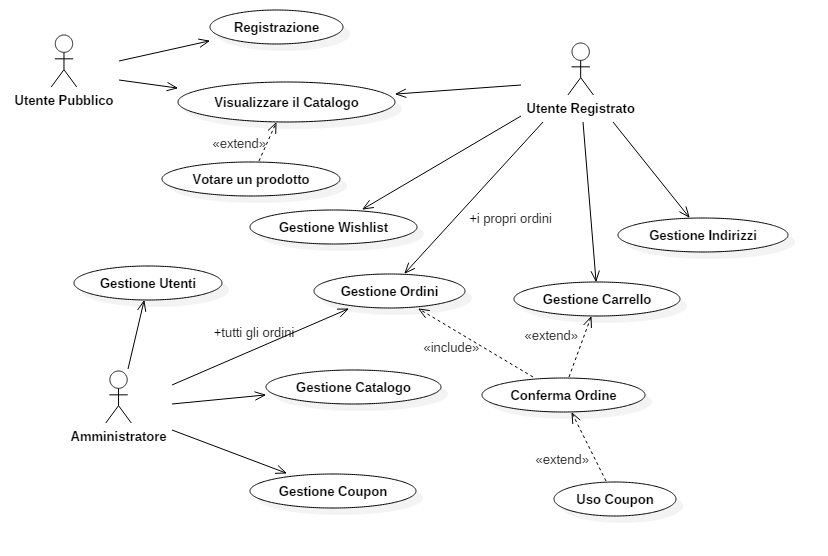 Registrazione
Utente Pubblico
Visualizzare il Catalogo
Utente Registrato
«extend»
Votare un prodotto
Gestione Wishlist
+i propri ordini
Gestione Indirizzi
Gestione Utenti
Gestione Ordini
Gestione Carrello
+tutti gli ordini
«include»
«extend»
Gestione Catalogo
Conferma Ordine
Amministratore
«extend»
Gestione Coupon
Uso Coupon